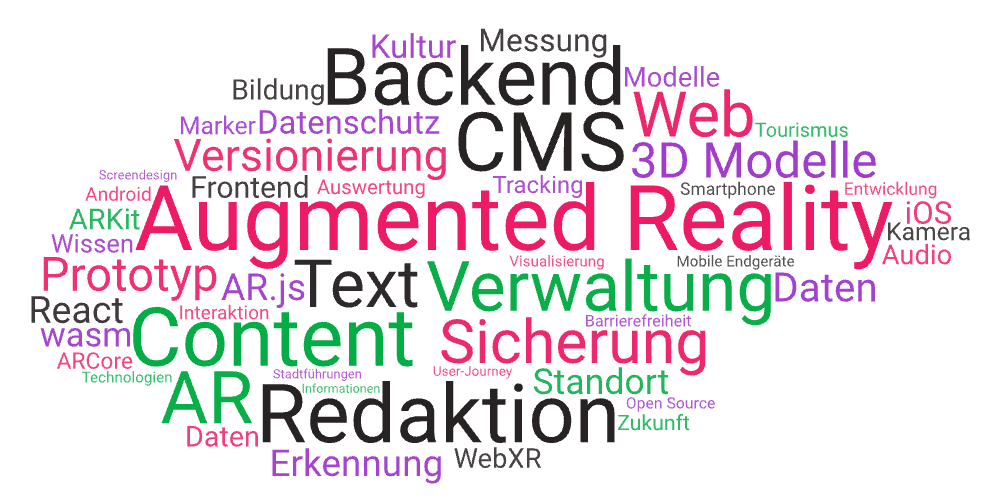 Kultur
Messung
Backend
Bildung
Modelle
Marker
Datenschutz
CMS
Web
Tourismus
Versionierung
3D Modelle
Screendesign
Android
Frontend
Auswertung
Tracking
Smartphone
Entwicklung
ARKit
Augmented Reality
iOS
Kamera
Wissen
Visualisierung
Mobile Endgeräte
Audio
Prototyp
AR.js
Text
Verwaltung
Daten
React
Interaktion
Barrierefreiheit
wasm
Content
Sicherung
ARCore
Technologien
Stadtführungen
User-Journey
Standort
AR
Informationen
Redaktion
Open Source
Zukunft
Daten
Erkennung
WebXR